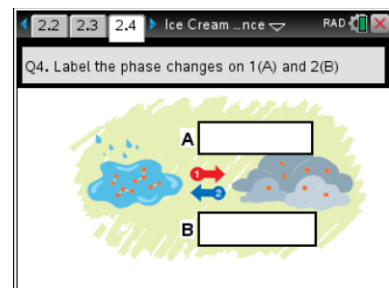 2.2 2.3 2.4 Ice Cream ...nce RAD
Q4. Label the phase changes on 1(A) and 2(B)
A
1
2
B